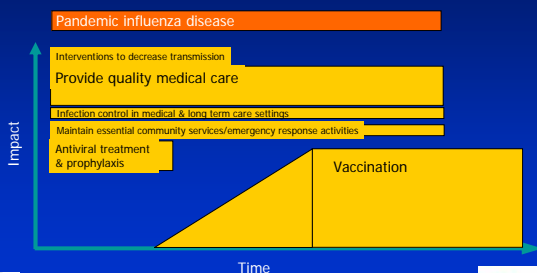 Pandemic influenza disease
Interventions to decrease transmission
Provide quality medical care
Infection control in medical & long term care settings
Maintain essential community services/emergency response activities
Antiviral treatment
& prophylaxis
Vaccination
Impact
Time